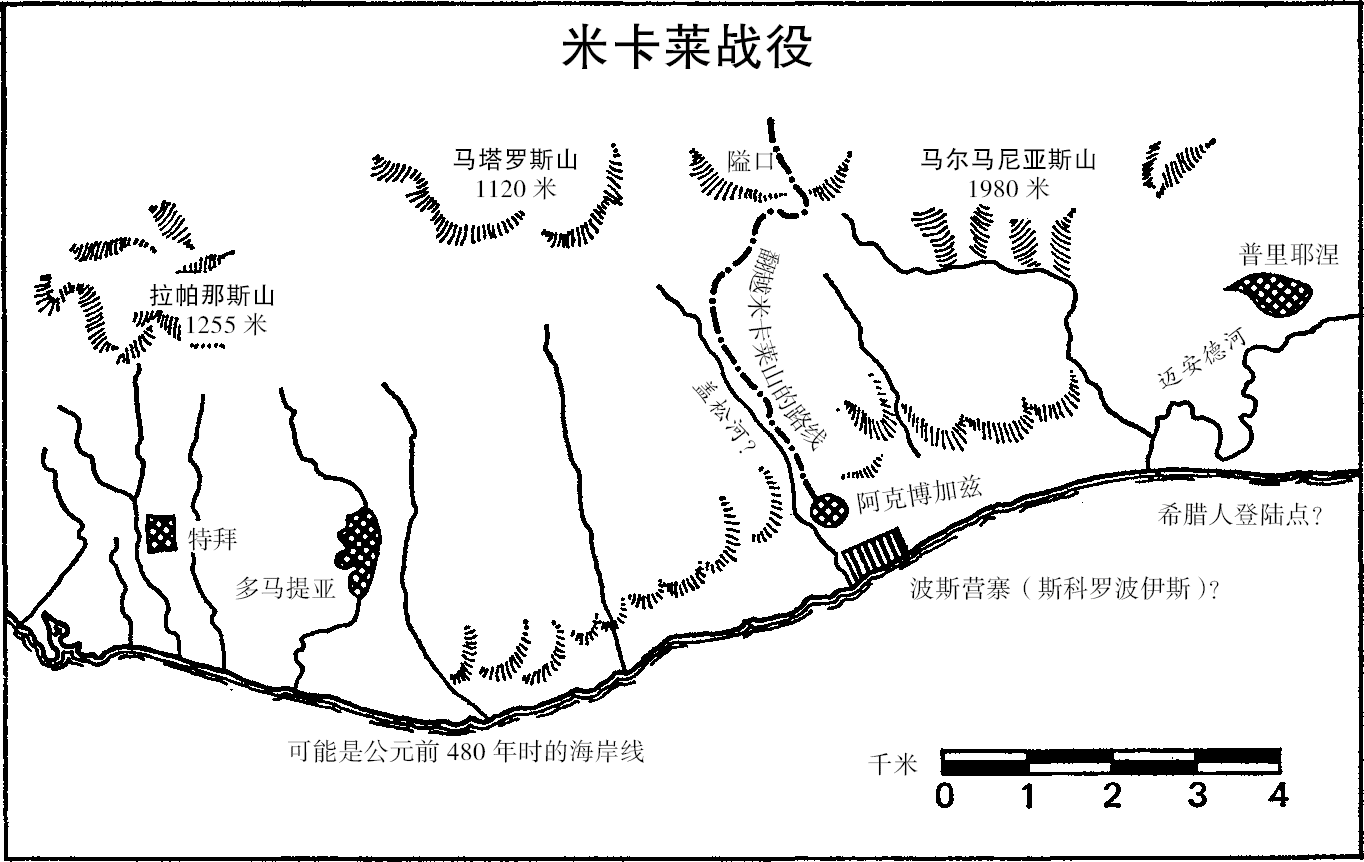 米卡莱战役
马塔罗斯山
1120 米
隘口
马尔马尼亚斯山
1980 米
普里耶涅
拉帕那斯山
1255 米
翻越米卡莱山的路线
迈安德河
盖松河？
阿克博加兹
特拜
希腊人登陆点？
多马提亚
波斯营寨（斯科罗波伊斯）？
可能是公元前 480 年时的海岸线
千米
0 1 2 3 4